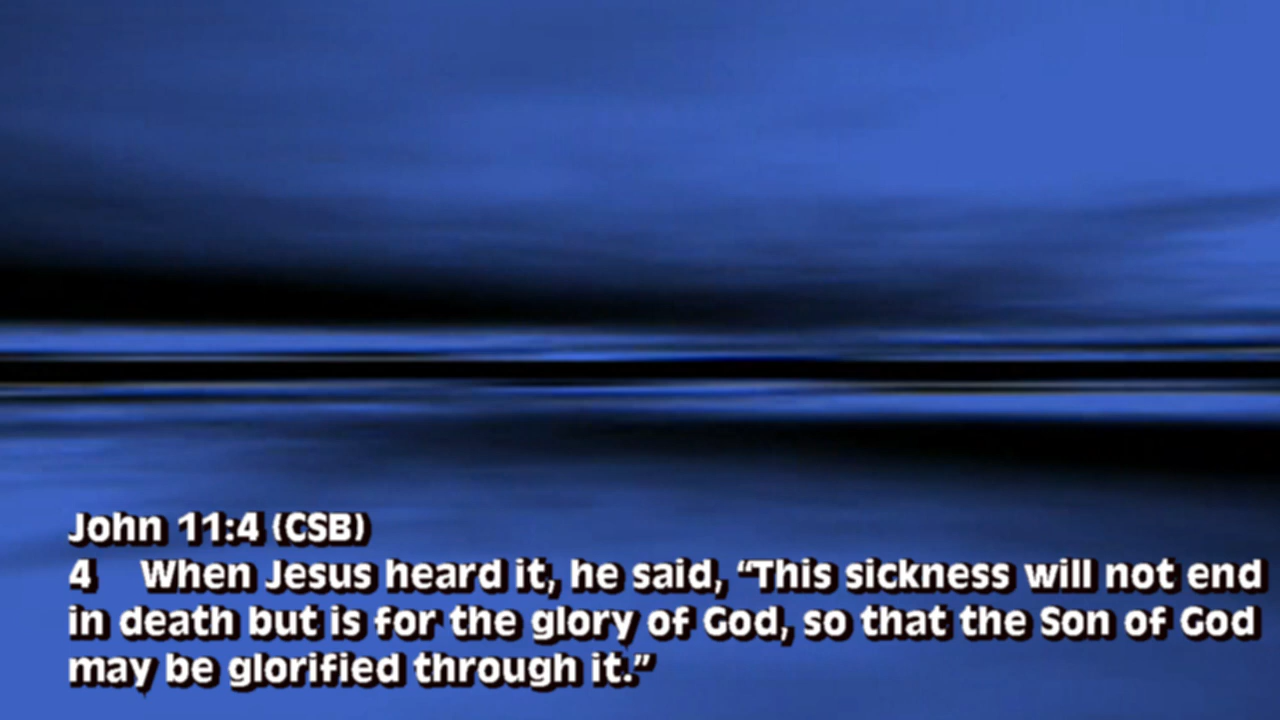 John 11:4 (CSB)
4 When Jesus heard it, he said, “This sickness will not end
in death but is for the glory of God, so that the Son of God
may be glorified through it.”